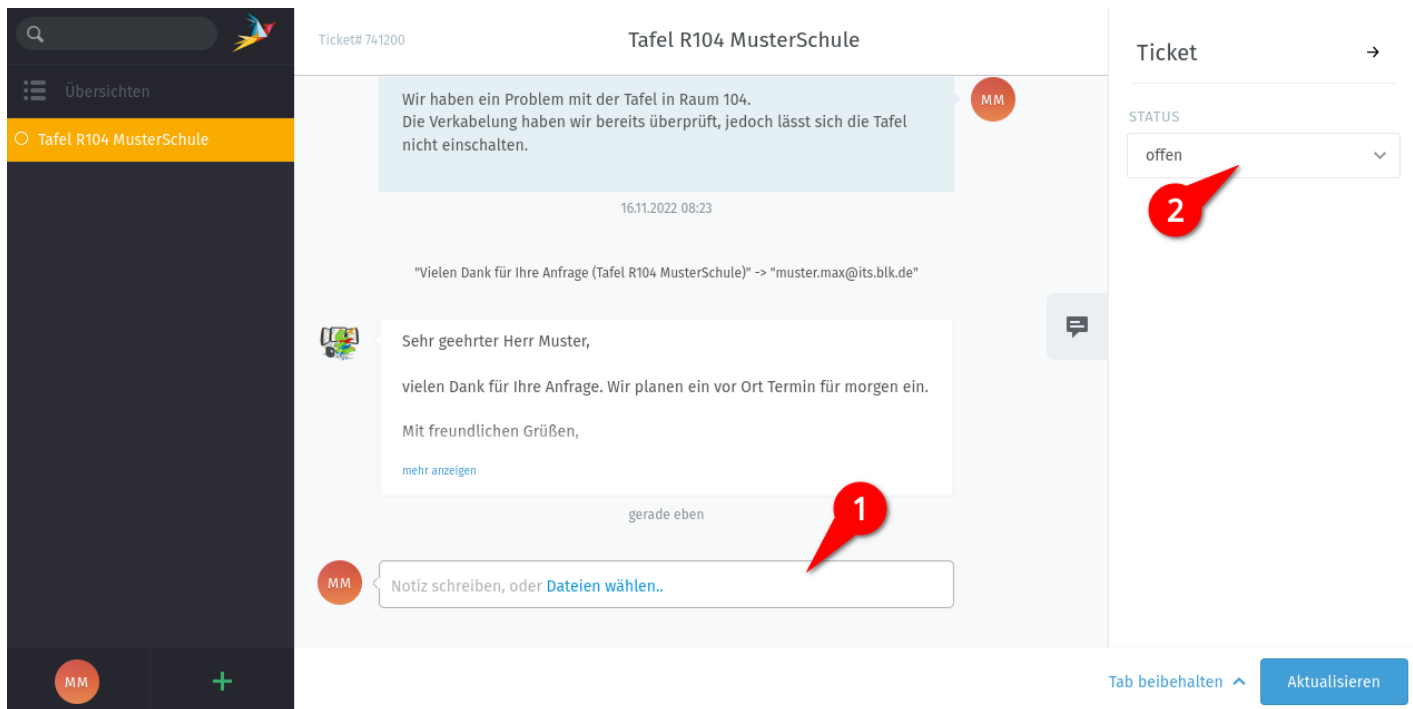 Übersichten
Tafel R104 MusterSchule
MM
Ticket# 741200
Tafel R104 MusterSchule
Wir haben ein Problem mit der Tafel in Raum 104.
Die Verkabelung haben wir bereits überprüft, jedoch lässt sich die Tafel
nicht einschalten.
MM
16.11.2022 08:23
"Vielen Dank für Ihre Anfrage (Tafel R104 MusterSchule)" -> "muster.max@its.blk.de"
Sehr geehrter Herr Muster,
vielen Dank für Ihre Anfrage. Wir planen ein vor Ort Termin für morgen ein.
Mit freundlichen Grüßen,
mehr anzeigen
gerade eben
1
MM
Notiz schreiben, oder Dateien wählen..
Ticket
STATUS
offen
2
Tab beibehalten
Aktualisieren